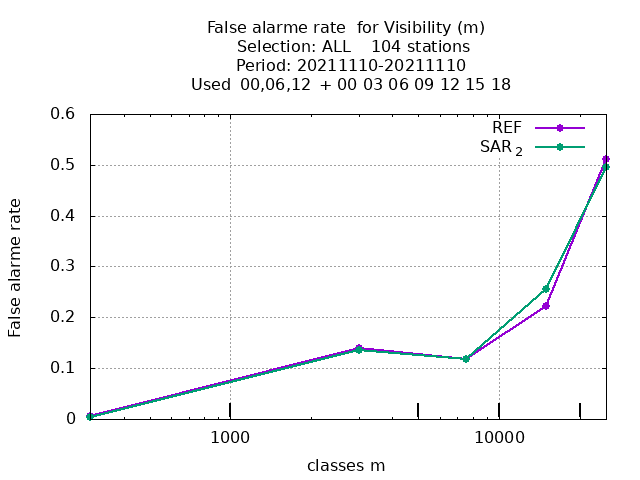 False alarme rate  for Visibility (m)
Selection: ALL    104 stations
Period: 20211110-20211110
Used  00,06,12  + 00 03 06 09 12 15 18
REF
SAR 2
0.6
0.5
0.4
0.3
0.2
0.1
0
False alarme rate
1000
10000
classes m